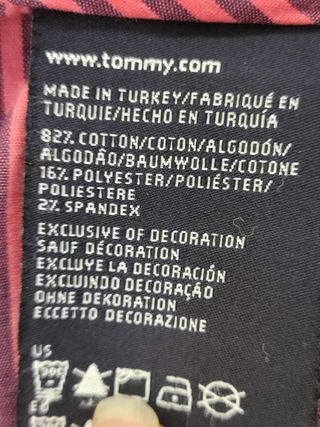 www.tommy.com
MADE IN TURKEY/FABRIQUÉ EN
TURQUIE/HECHO EN TURQUÍA
82% COTTON/COTON/ALGODÓN/
ALGODÃO/BAUMWOLLE/COTONE
16% POLYESTER/POLIÉSTER/
POLIESTERE
2% SPANDEX
EXCLUSIVE OF DECORATION
SAUF DÉCORATION
EXCLUYE LA DECORACIÓN
EXCLUINDO DECORAÇÃO
OHNE DEKORATION
ECCETTO DECORAZIONE
US
EU